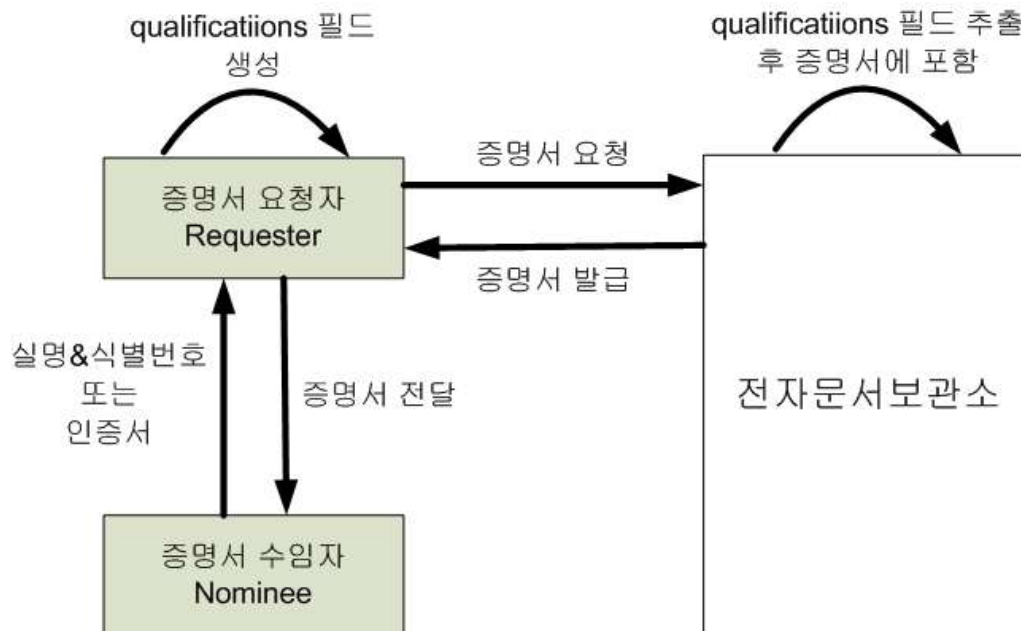 qualificatiions 필드
생성
qualificatiions 필드 추출
후 증명서에 포함
증명서 요청
증명서 요청자
Requester
증명서 발급
실명&식별번호
또는
인증서
증명서 전달
전자문서보관소
증명서 수임자
Nominee